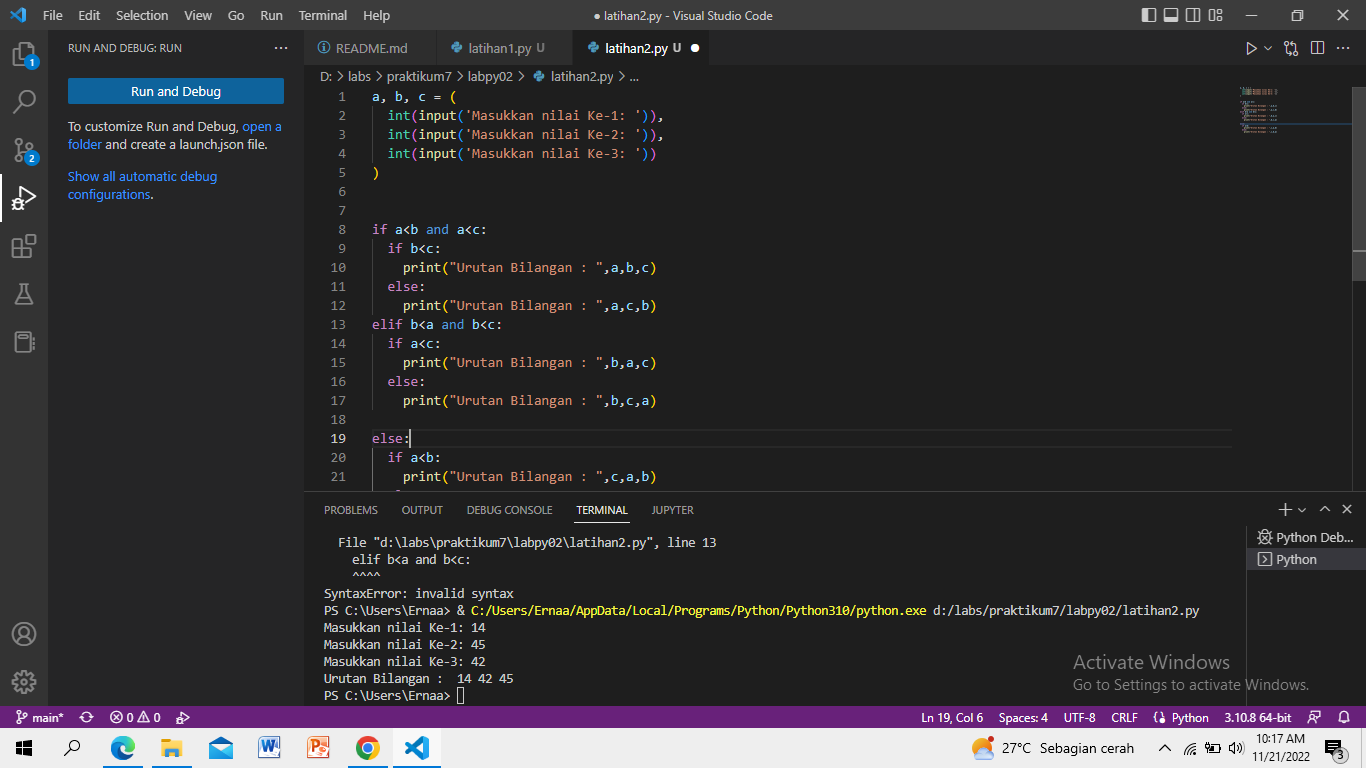 File Edit Selection View Go Run Terminal Help
● latihan2.py - Visual Studio Code
RUN AND DEBUG: RUN ...
Run and Debug
To customize Run and Debug, open a
folder and create a launch.json file.
Show all automatic debug
configurations.
1
2
README.md
latihan1.py U
latihan2.py U ●
D: > labs > praktikum7 > labpy02 > latihan2.py > ...
1 a, b, c = (
2   int(input('Masukkan nilai Ke-1: ')),
3   int(input('Masukkan nilai Ke-2: ')),
4   int(input('Masukkan nilai Ke-3: '))
5 )
6
7
8 if a<b and a<c:
9   if b<c:
10     print("Urutan Bilangan : ",a,b,c)
11   else:
12     print("Urutan Bilangan : ",a,c,b)
13 elif b<a and b<c:
14   if a<c:
15     print("Urutan Bilangan : ",b,a,c)
16   else:
17     print("Urutan Bilangan : ",b,c,a)
18
19 else:
20   if a<b:
21     print("Urutan Bilangan : ",c,a,b)
PROBLEMS OUTPUT DEBUG CONSOLE TERMINAL JUPYTER
File "d:\labs\praktikum7\labpy02\latihan2.py", line 13
elif b<a and b<c:
^^^^
SyntaxError: invalid syntax
PS C:\Users\Ernaa> & C:/Users/Ernaa/AppData/Local/Programs/Python/Python310/python.exe d:/labs/praktikum7/labpy02/latihan2.py
Masukkan nilai Ke-1: 14
Masukkan nilai Ke-2: 45
Masukkan nilai Ke-3: 42
Urutan Bilangan :  14 42 45
PS C:\Users\Ernaa>
Python Deb...
Python
Activate Windows
Go to Settings to activate Windows.
main* 0 0
Ln 19, Col 6 Spaces: 4 UTF-8 CRLF Python 3.10.8 64-bit
27°C Sebagian cerah
10:17 AM
11/21/2022
3